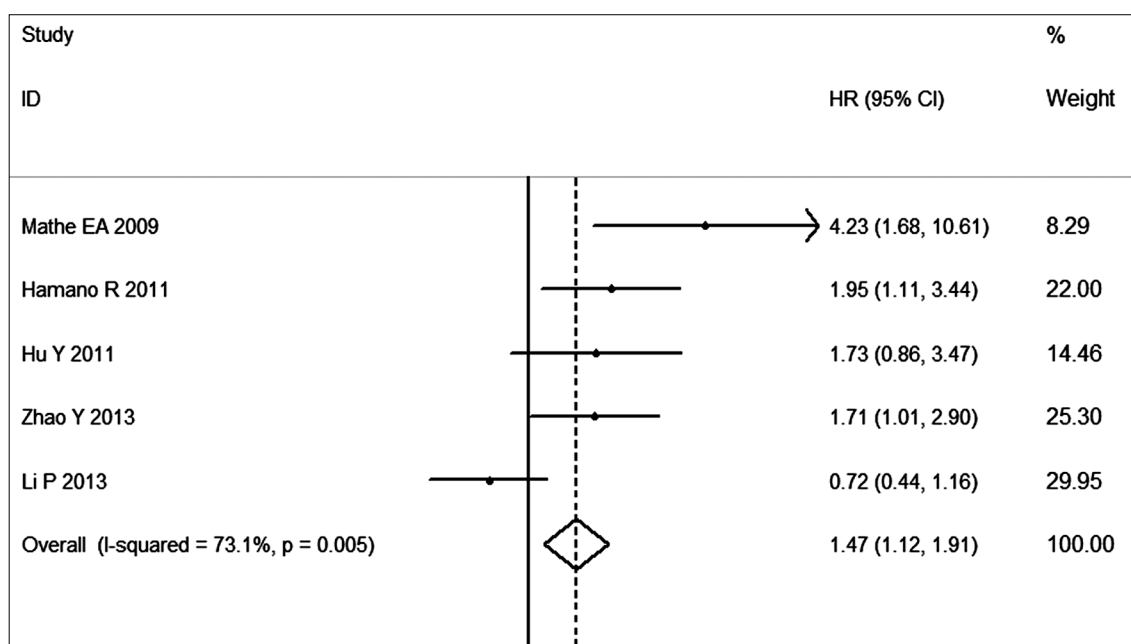 Study %
ID HR (95% CI) Weight
Mathe EA 2009 4.23 (1.68, 10.61) 8.29
Hamano R 2011 1.95 (1.11, 3.44) 22.00
Hu Y 2011 1.73 (0.86, 3.47) 14.46
Zhao Y 2013 1.71 (1.01, 2.90) 25.30
Li P 2013 0.72 (0.44, 1.16) 29.95
Overall (I-squared = 73.1%, p = 0.005) 1.47 (1.12, 1.91) 100.00